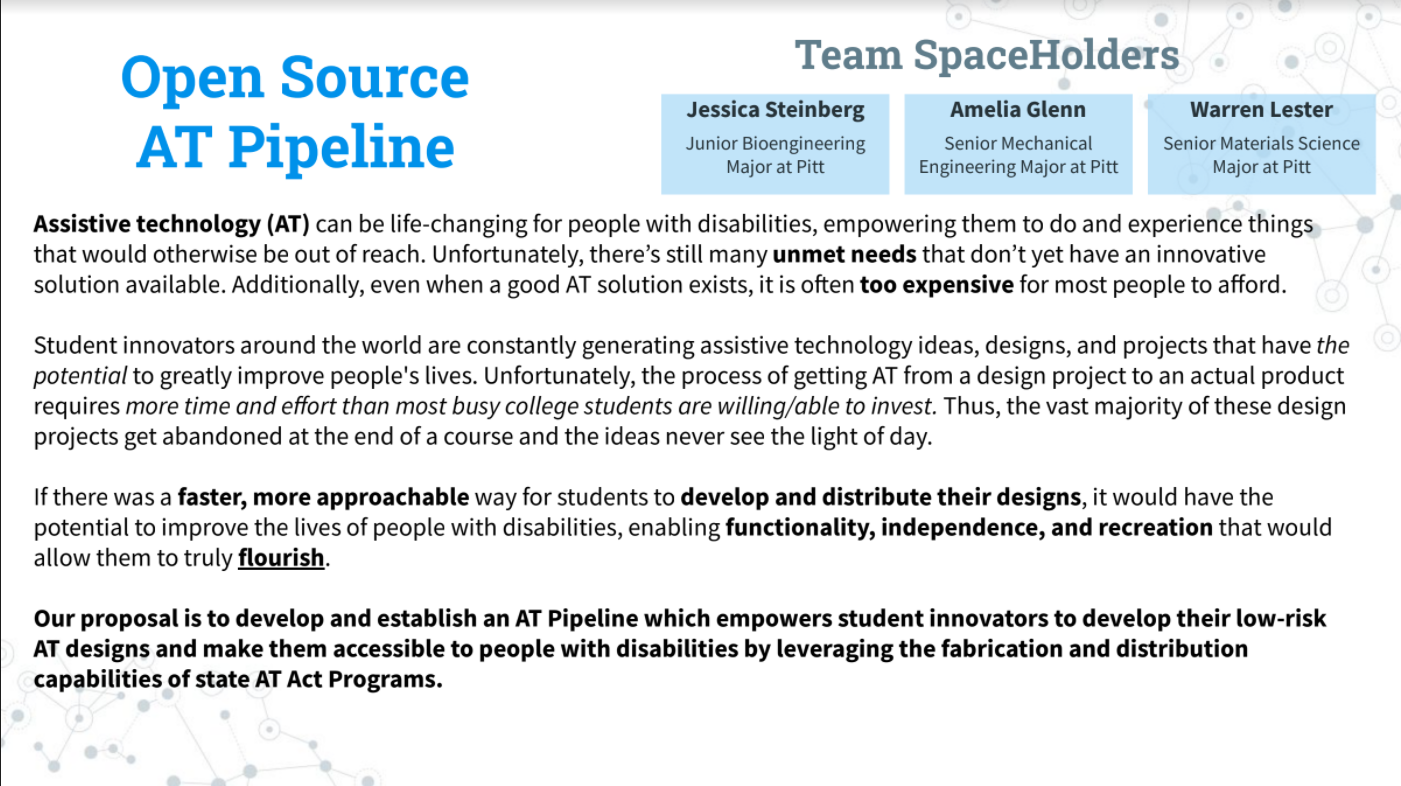 Open Source
AT Pipeline
Team SpaceHolders
Jessica Steinberg
Junior Bioengineering
Major at Pitt
Amelia Glenn
Senior Mechanical
Engineering Major at Pitt
Warren Lester
Senior Materials Science
Major at Pitt
Assistive technology (AT) can be life-changing for people with disabilities, empowering them to do and experience things
that would otherwise be out of reach. Unfortunately, there’s still many unmet needs that don’t yet have an innovative
solution available. Additionally, even when a good AT solution exists, it is often too expensive for most people to afford.
Student innovators around the world are constantly generating assistive technology ideas, designs, and projects that have the
potential to greatly improve people's lives. Unfortunately, the process of getting AT from a design project to an actual product
requires more time and effort than most busy college students are willing/able to invest. Thus, the vast majority of these design
projects get abandoned at the end of a course and the ideas never see the light of day.
If there was a faster, more approachable way for students to develop and distribute their designs, it would have the
potential to improve the lives of people with disabilities, enabling functionality, independence, and recreation that would
allow them to truly flourish.
Our proposal is to develop and establish an AT Pipeline which empowers student innovators to develop their low-risk
AT designs and make them accessible to people with disabilities by leveraging the fabrication and distribution
capabilities of state AT Act Programs.